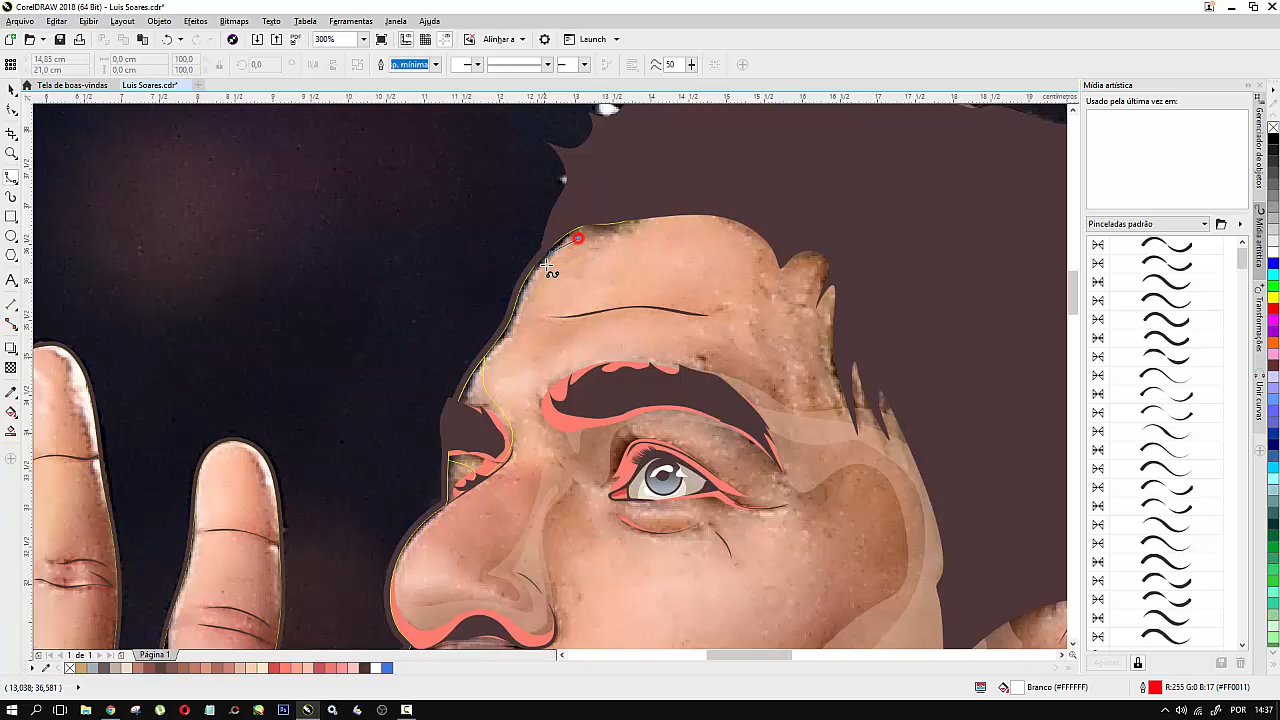 CorelDRAW 2018 (64 Bit) - Luis Soares.cdr*
Arquivo Editar Exibir Layout Objeto Efeitos Bitmaps Texto Tabela Ferramentas Janela Ajuda
PDF 300% Alinhar a Launch
14,85 cm 0,0 cm 100,0 0,0 p. mínima 50
21,0 cm 0,0 cm 100,0
Tela de boas-vindas Luis Soares.cdr*
Mídia artística
Usado pela última vez em:
centímetros
Pinceladas padrão
Gerenciador de objetos
Mídia artística
Transformações
Unir curvas
Aplicar
1 de 1 Página 1
(13,038; 36,581) Branco (#FFFFFF) R:255 G:0 B:17 (#FF0011)
POR 14:37